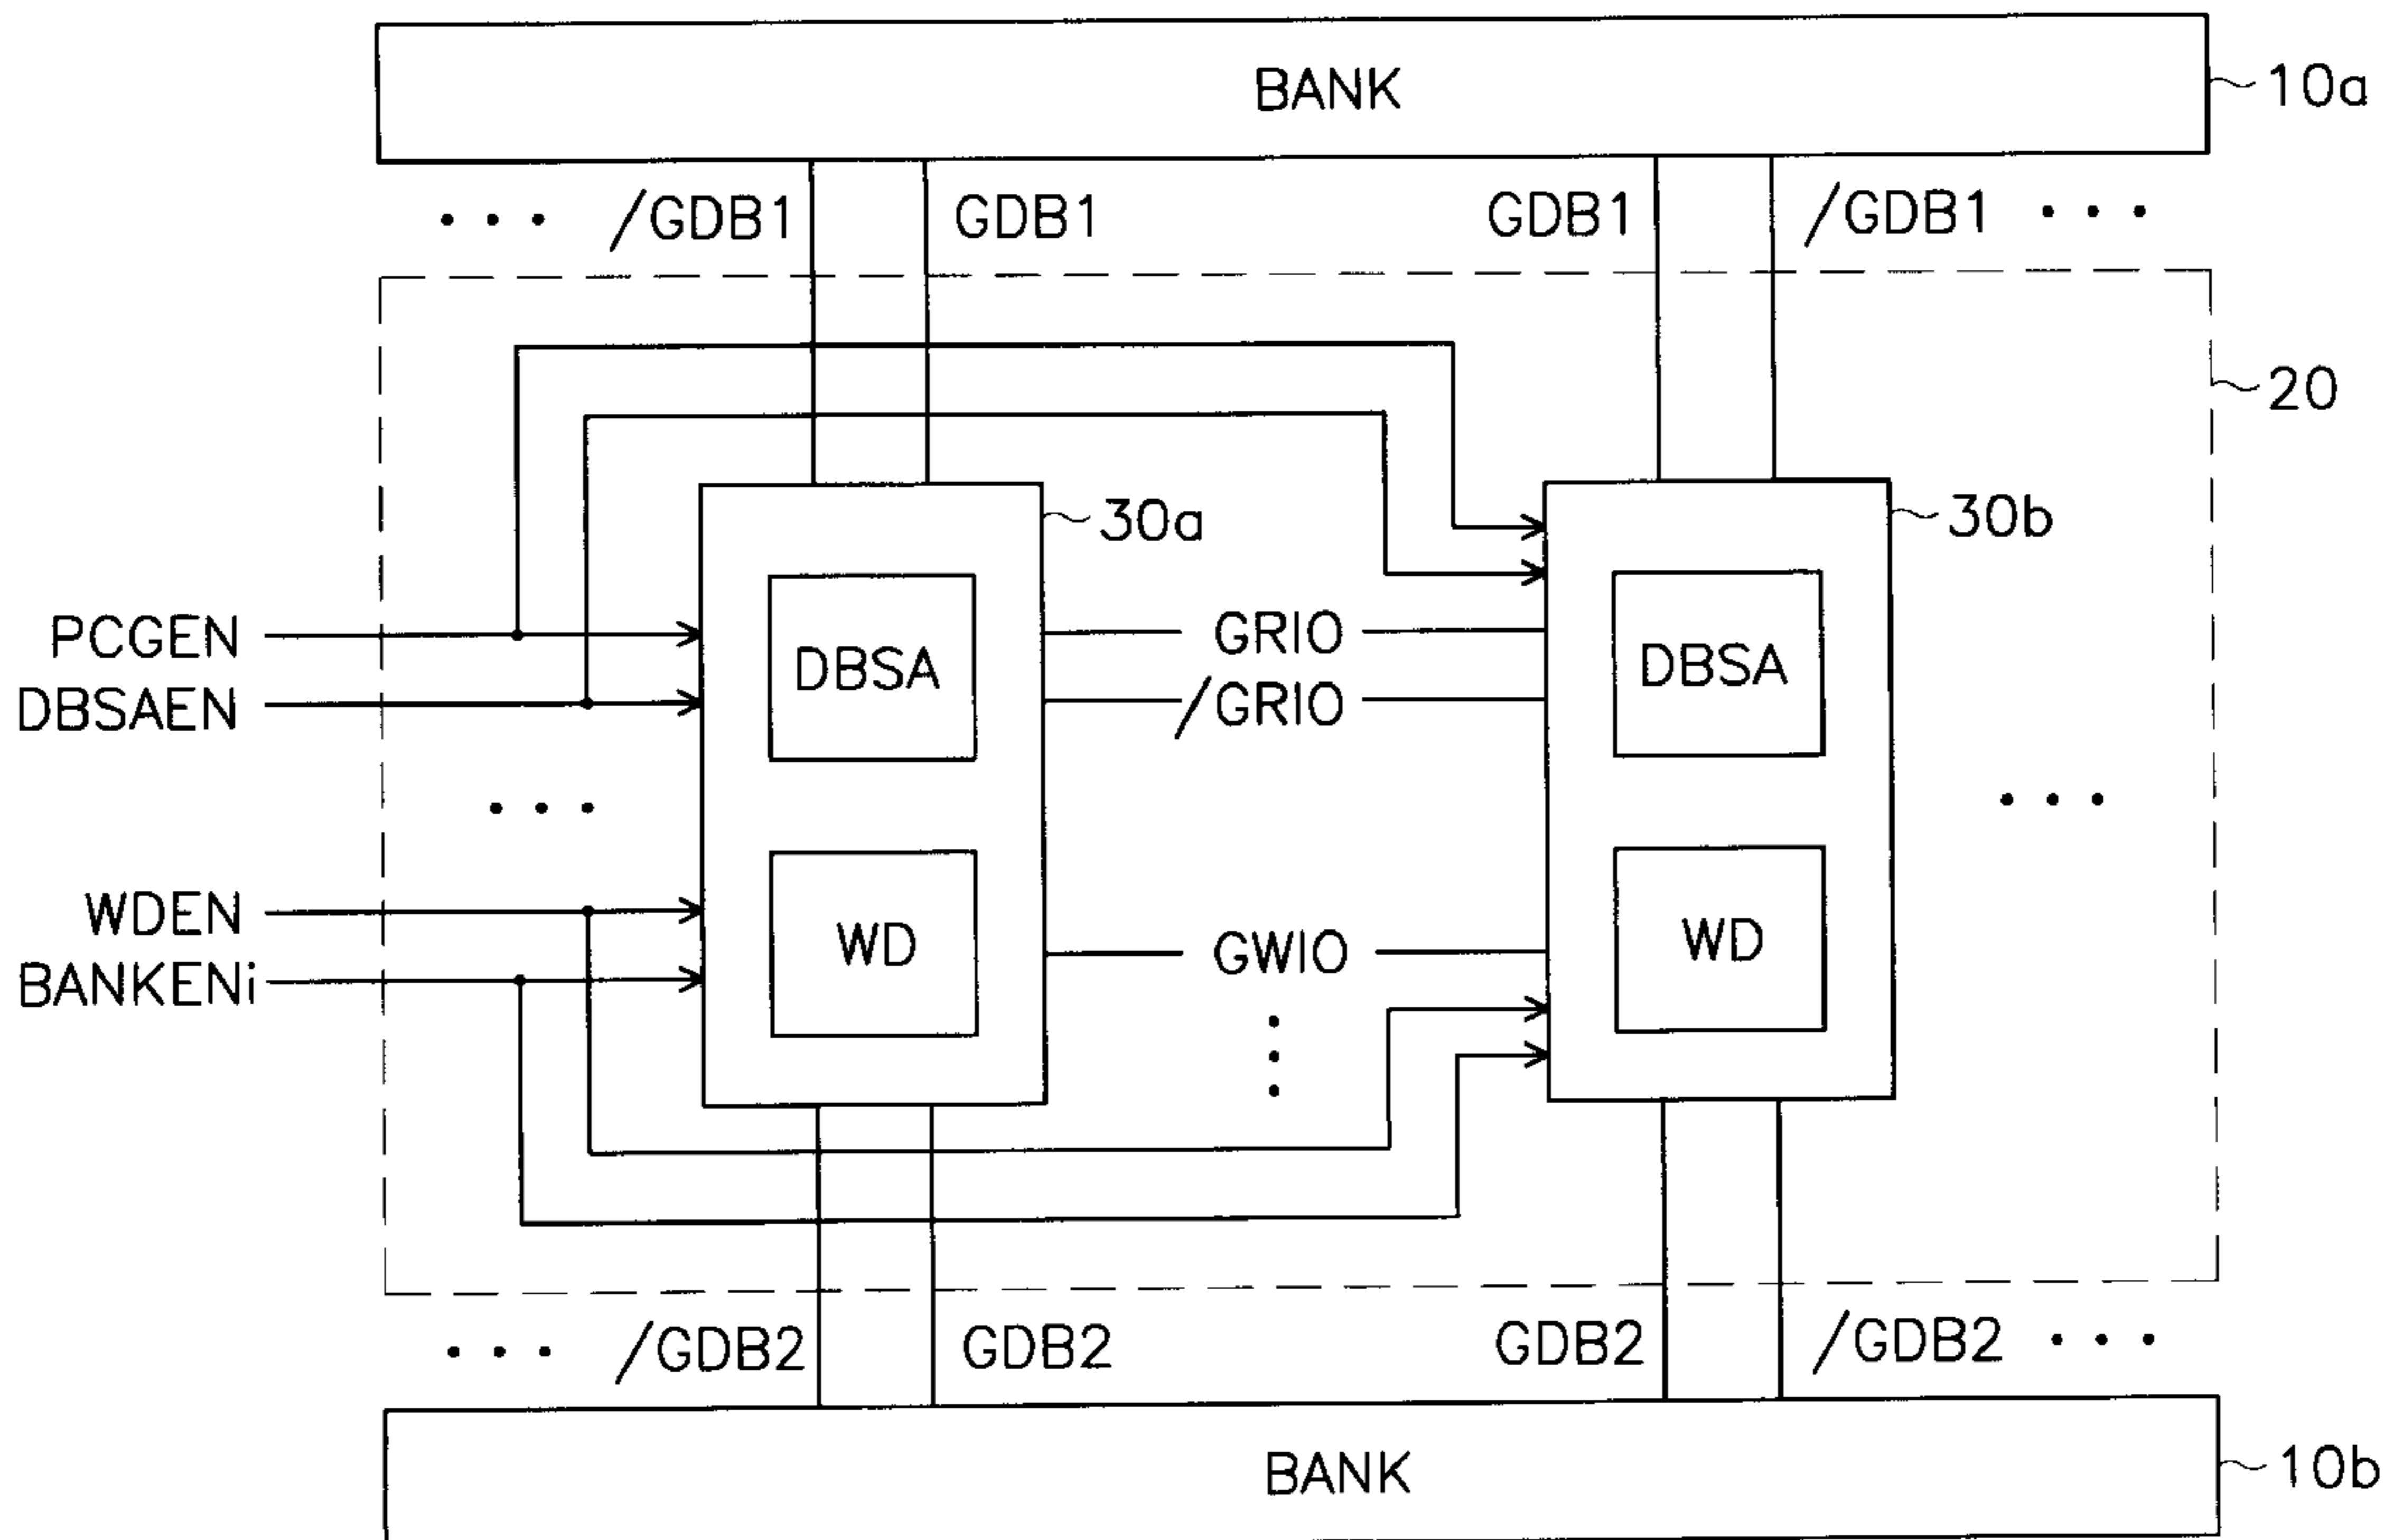 BANK
10a
... /GDB1 GDB1 GDB1 /GDB1 ...
20
30a 30b
PCGEN DBSA GRIO DBSA
DBSAEN /GRIO
... ...
WDEN WD GWIO WD
BANKENi
... /GDB2 GDB2 GDB2 /GDB2 ...
BANK
10b